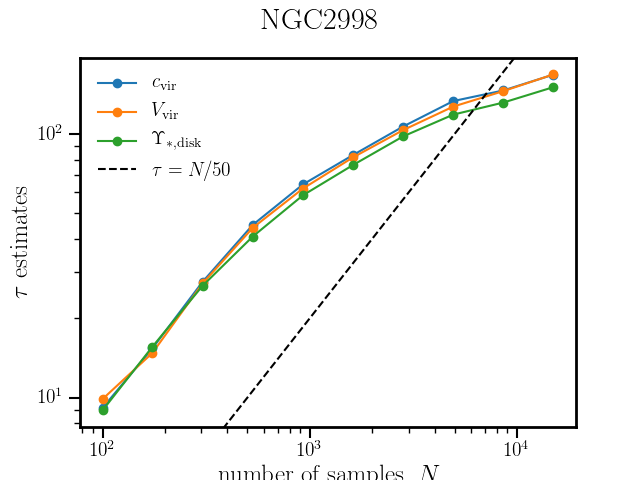 NGC2998
c_vir
V_vir
Υ_{*,disk}
τ = N/50
10^2
10^1
τ estimates
10^2 10^3 10^4
number of samples, N